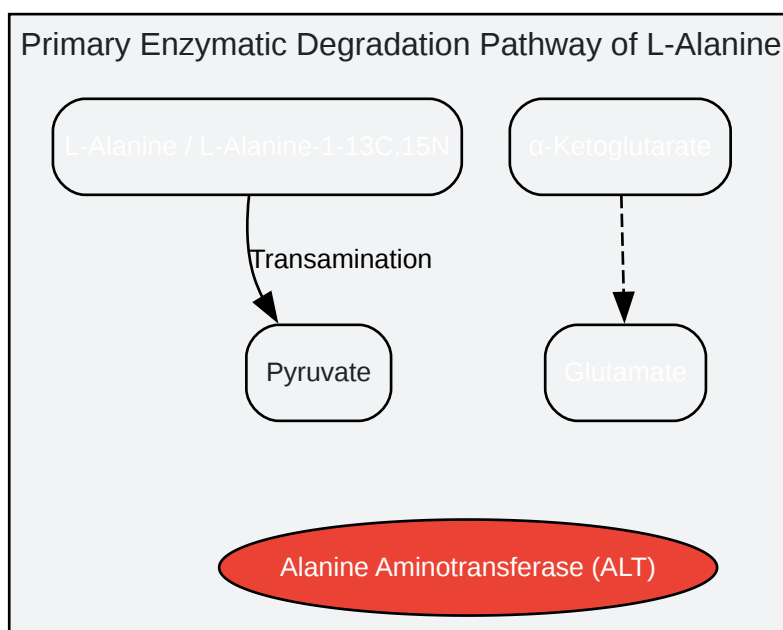 Primary Enzymatic Degradation Pathway of L-Alanine
L-Alanine / L-Alanine-1-13C,15N
α-Ketoglutarate
Transamination
Pyruvate
Glutamate
Alanine Aminotransferase (ALT)